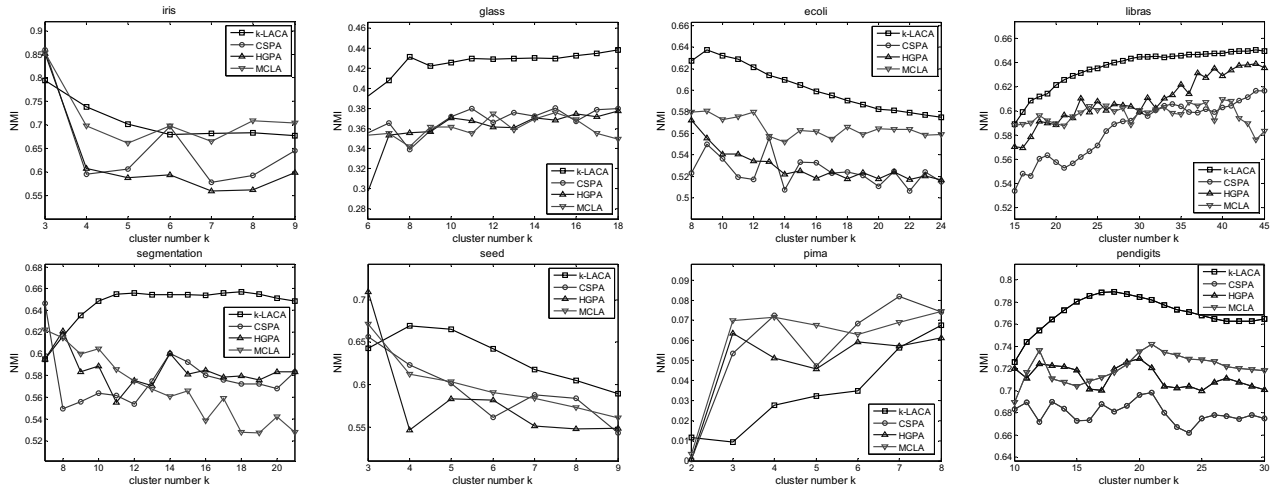 iris
0.9
0.85
0.8
0.75
0.7
0.65
0.6
0.55
NMI
k-LACA
CSPA
HGPA
MCLA
3 4 5 6 7 8 9
cluster number k
glass
0.46
0.44
0.42
0.4
0.38
0.36
0.34
0.32
0.3
0.28
NMI
k-LACA
CSPA
HGPA
MCLA
6 8 10 12 14 16 18
cluster number k
ecoli
0.66
0.64
0.62
0.6
0.58
0.56
0.54
0.52
0.5
NMI
k-LACA
CSPA
HGPA
MCLA
8 10 12 14 16 18 20 22 24
cluster number k
libras
0.66
0.64
0.62
0.6
0.58
0.56
0.54
0.52
NMI
k-LACA
CSPA
HGPA
MCLA
15 20 25 30 35 40 45
cluster number k
segmentation
0.68
0.66
0.64
0.62
0.6
0.58
0.56
0.54
0.52
NMI
k-LACA
CSPA
HGPA
MCLA
8 10 12 14 16 18 20
cluster number k
seed
0.7
0.65
0.6
0.55
NMI
k-LACA
CSPA
HGPA
MCLA
3 4 5 6 7 8 9
cluster number k
pima
0.09
0.08
0.07
0.06
0.05
0.04
0.03
0.02
0.01
0
NMI
k-LACA
CSPA
HGPA
MCLA
2 3 4 5 6 7 8
cluster number k
pendigits
0.8
0.78
0.76
0.74
0.72
0.7
0.68
0.66
0.64
NMI
k-LACA
CSPA
HGPA
MCLA
10 15 20 25 30
cluster number k